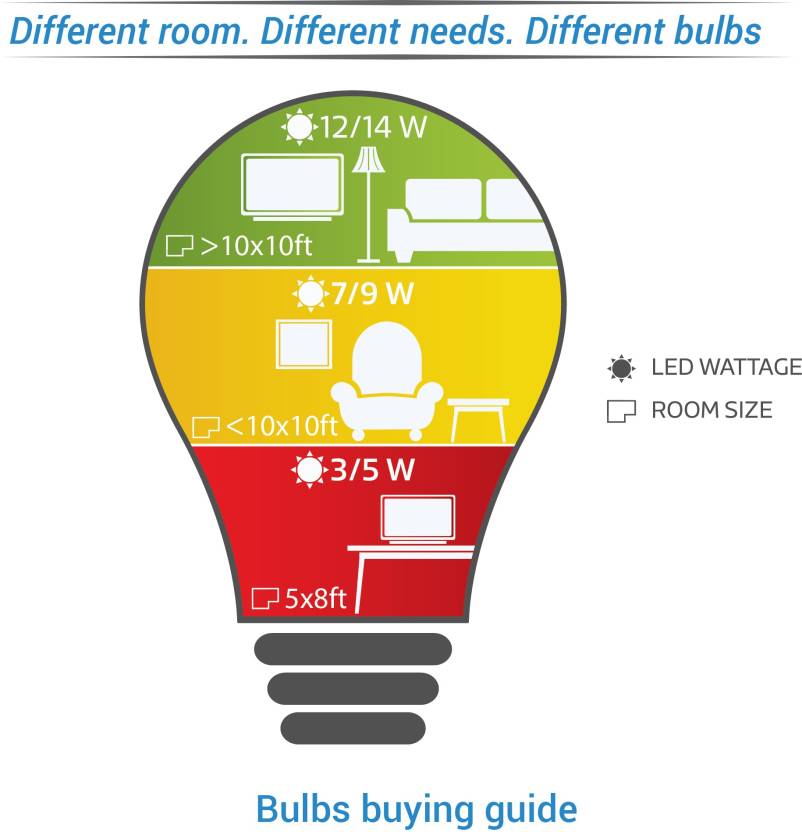 Different room. Different needs. Different bulbs
12/14 W
>10x10ft
7/9 W
<10x10ft
3/5 W
5x8ft
LED WATTAGE
ROOM SIZE
Bulbs buying guide